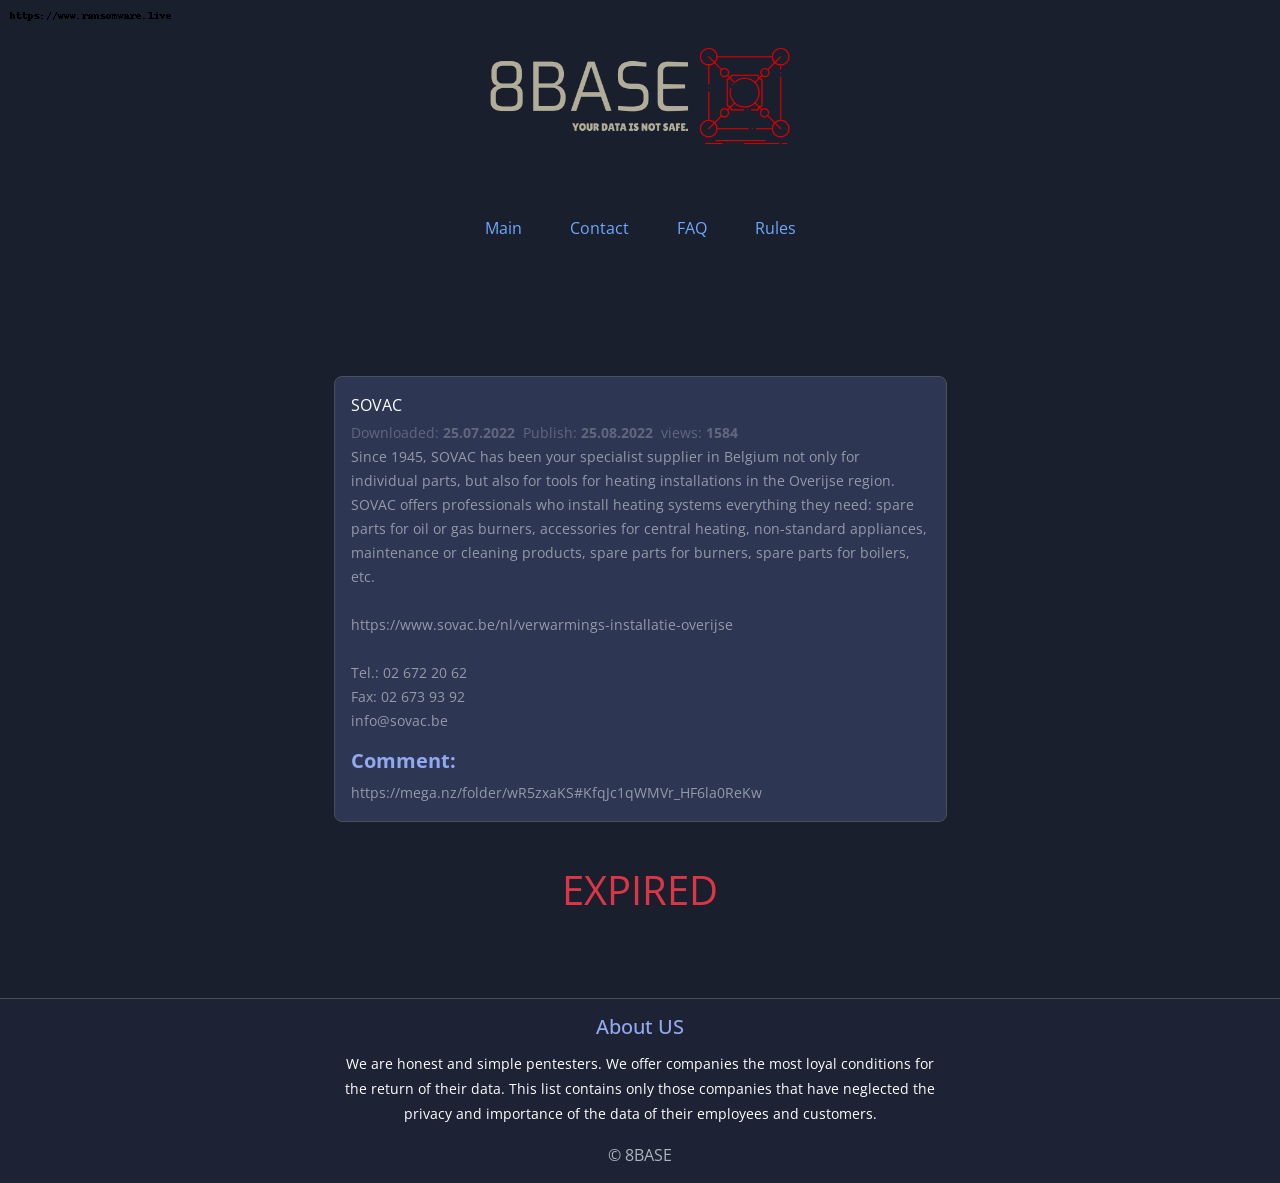 https://www.ransomware.live
8BASE
YOUR DATA IS NOT SAFE.
Main Contact FAQ Rules
SOVAC
Downloaded: 25.07.2022 Publish: 25.08.2022 views: 1584
Since 1945, SOVAC has been your specialist supplier in Belgium not only for
individual parts, but also for tools for heating installations in the Overijse region.
SOVAC offers professionals who install heating systems everything they need: spare
parts for oil or gas burners, accessories for central heating, non-standard appliances,
maintenance or cleaning products, spare parts for burners, spare parts for boilers,
etc.
https://www.sovac.be/nl/verwarmings-installatie-overijse
Tel.: 02 672 20 62
Fax: 02 673 93 92
info@sovac.be
Comment:
https://mega.nz/folder/wR5zxaKS#KfqJc1qWMVr_HF6la0ReKw
EXPIRED
About US
We are honest and simple pentesters. We offer companies the most loyal conditions for
the return of their data. This list contains only those companies that have neglected the
privacy and importance of the data of their employees and customers.
© 8BASE